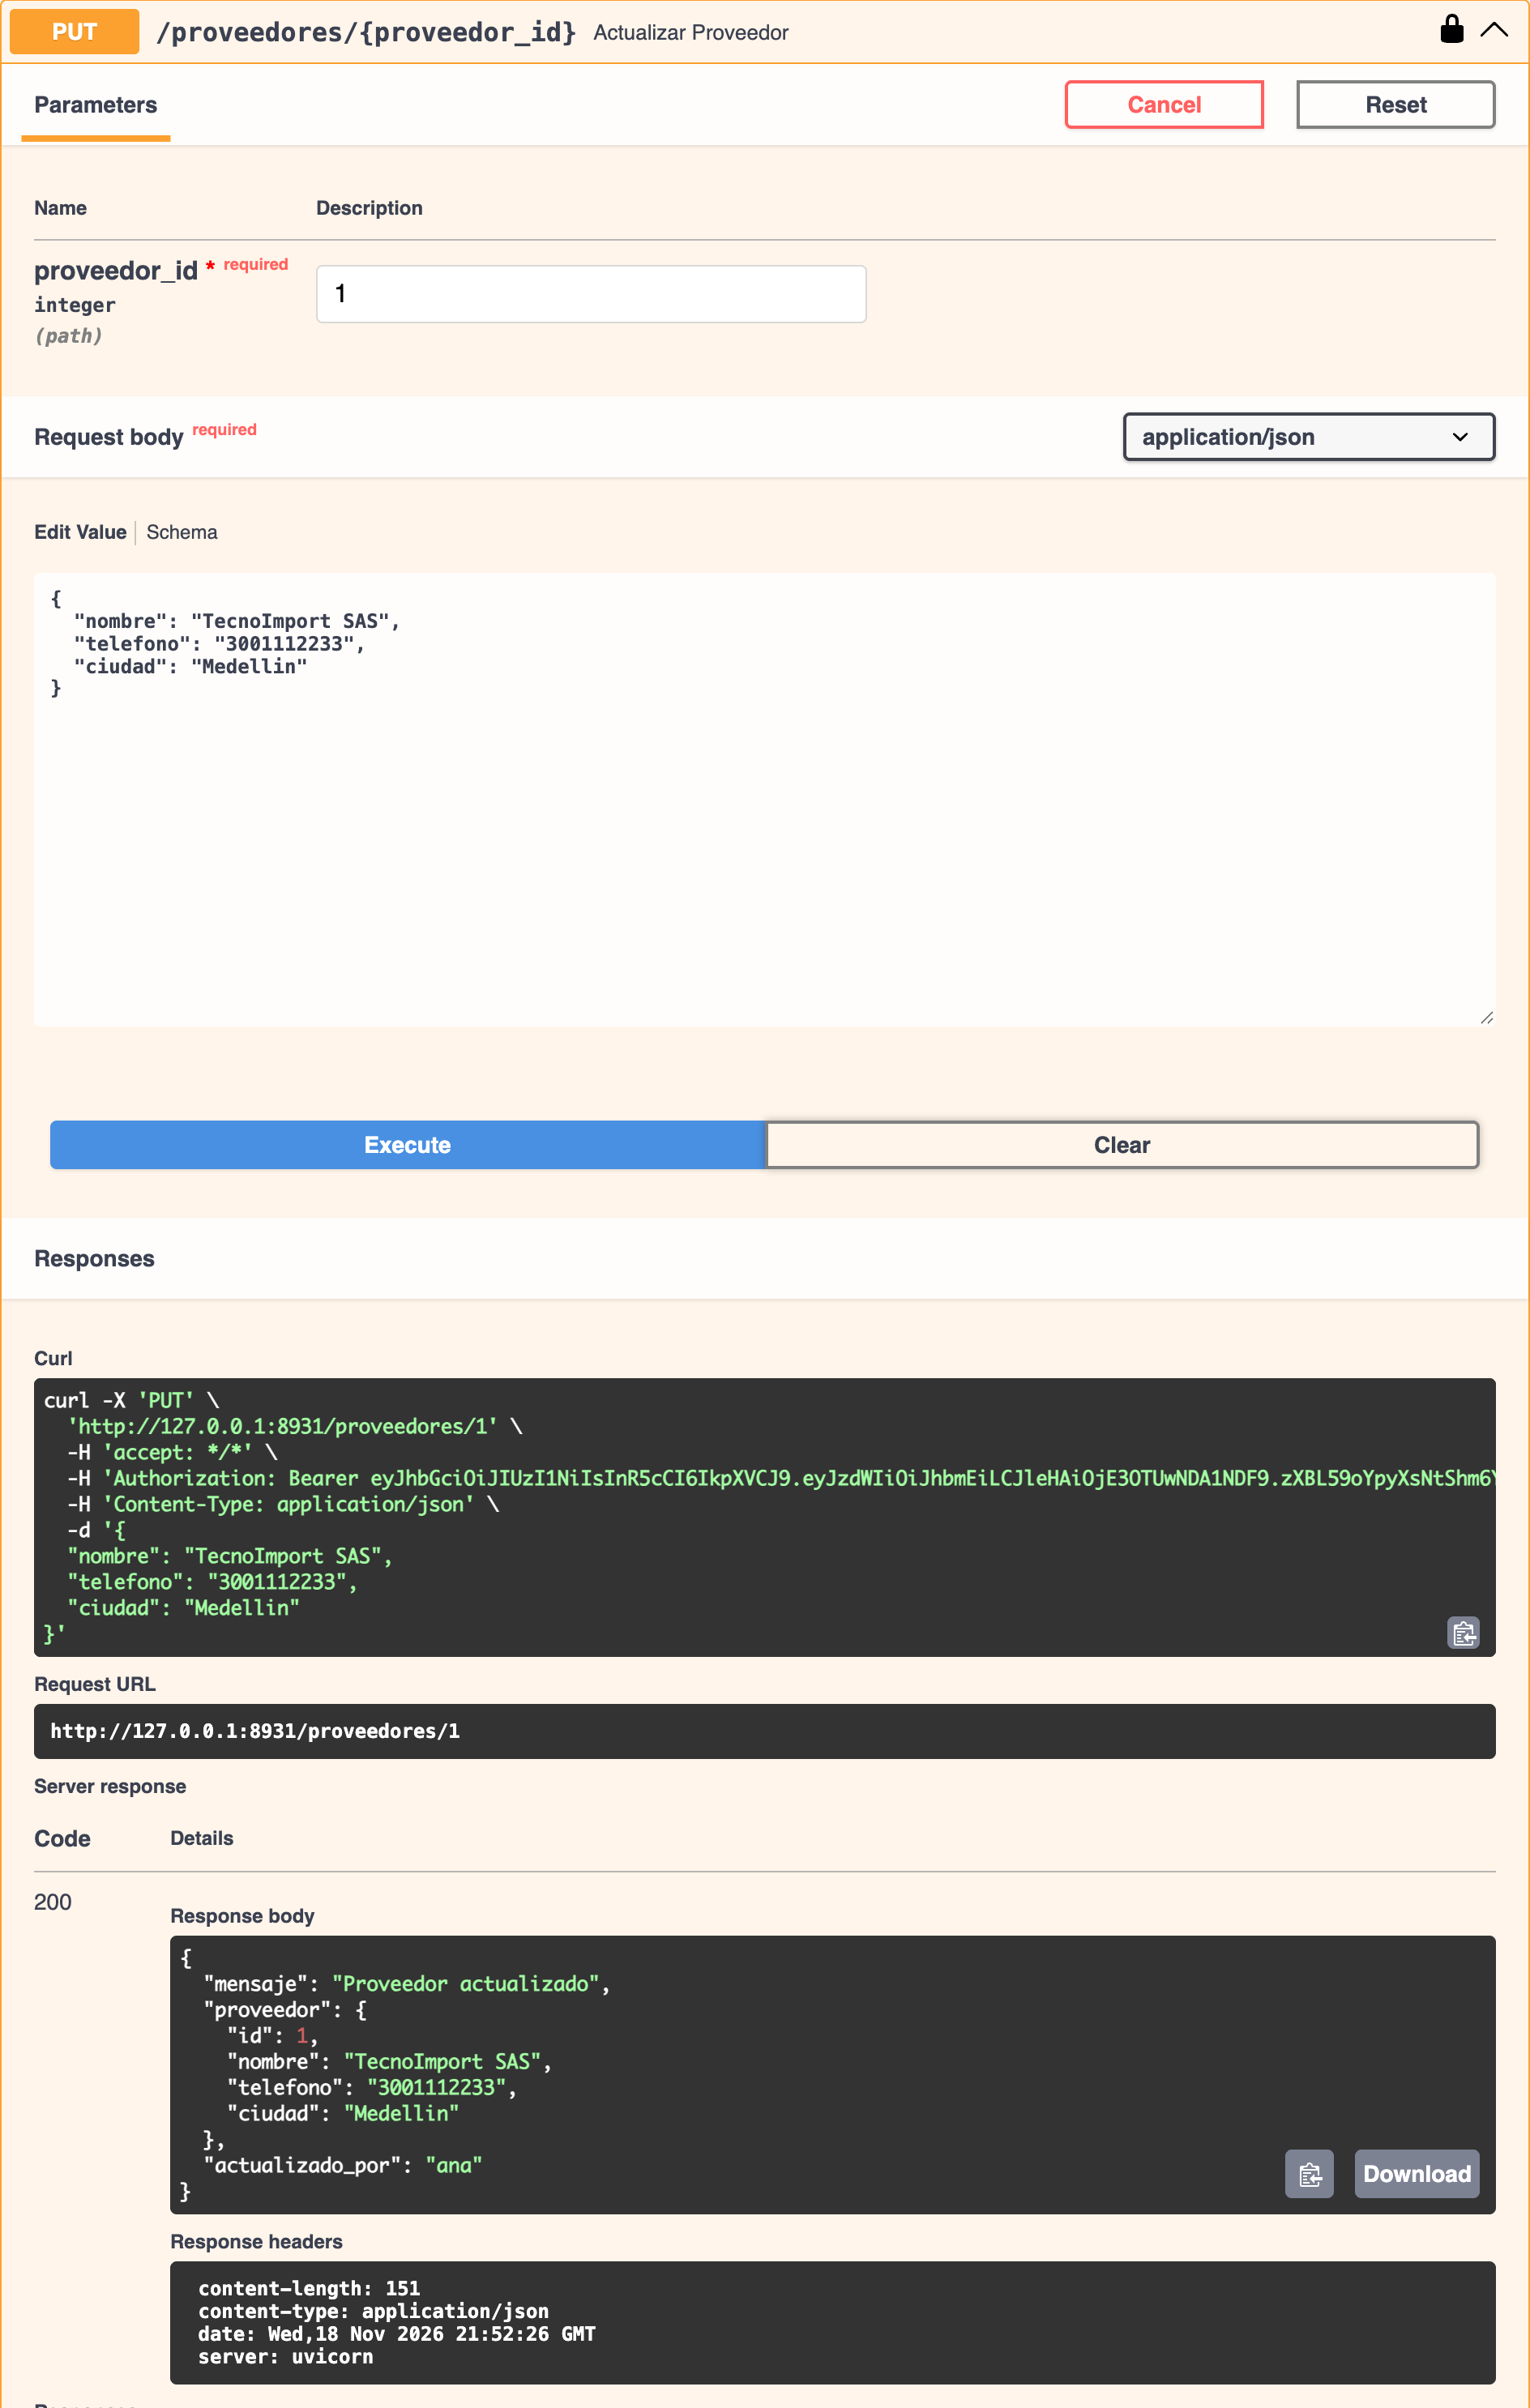 PUT /proveedores/{proveedor_id} Actualizar Proveedor
Parameters
Cancel
Reset
Name Description
proveedor_id * required
integer
(path)
1
Request body required
application/json
Edit Value Schema
{
"nombre": "TecnoImport SAS",
"telefono": "3001112233",
"ciudad": "Medellin"
}
Execute
Clear
Responses
Curl
curl -X 'PUT' \
'http://127.0.0.1:8931/proveedores/1' \
-H 'accept: */*' \
-H 'Authorization: Bearer eyJhbGciOiJIUzI1NiIsInR5cCI6IkpXVCJ9.eyJzdWIiOiJhbmEiLCJleHAiOjE3OTUwNDA1NDF9.zXBL59oYpyXsNtShm6Y
-H 'Content-Type: application/json' \
-d '{
"nombre": "TecnoImport SAS",
"telefono": "3001112233",
"ciudad": "Medellin"
}'
Request URL
http://127.0.0.1:8931/proveedores/1
Server response
Code Details
200
Response body
{
"mensaje": "Proveedor actualizado",
"proveedor": {
"id": 1,
"nombre": "TecnoImport SAS",
"telefono": "3001112233",
"ciudad": "Medellin"
},
"actualizado_por": "ana"
}
Download
Response headers
content-length: 151
content-type: application/json
date: Wed,18 Nov 2026 21:52:26 GMT
server: uvicorn